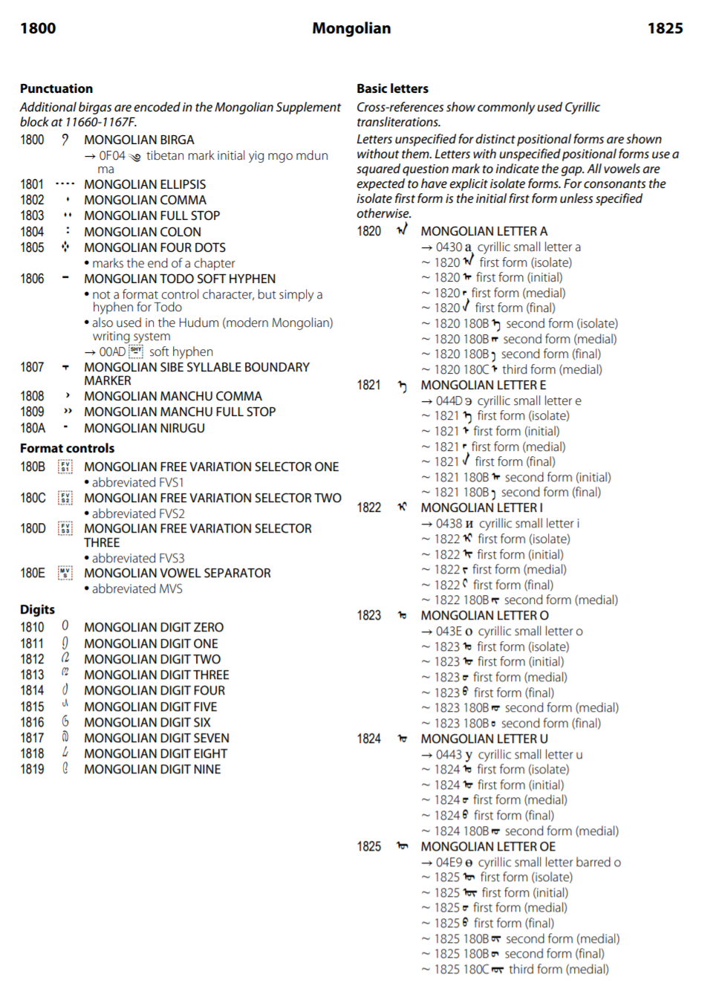 1800 Mongolian 1825
Punctuation
Additional birgas are encoded in the Mongolian Supplement
block at 11660-1167F.
1800 ᠀ MONGOLIAN BIRGA
→ 0F04 ༄ tibetan mark initial yig mgo mdun
ma
1801 ᠁ MONGOLIAN ELLIPSIS
1802 ᠂ MONGOLIAN COMMA
1803 ᠃ MONGOLIAN FULL STOP
1804 ᠄ MONGOLIAN COLON
1805 ᠅ MONGOLIAN FOUR DOTS
• marks the end of a chapter
1806 ᠆ MONGOLIAN TODO SOFT HYPHEN
• not a format control character, but simply a
hyphen for Todo
• also used in the Hudum (modern Mongolian)
writing system
→ 00AD SHY soft hyphen
1807 ᠇ MONGOLIAN SIBE SYLLABLE BOUNDARY
MARKER
1808 ᠈ MONGOLIAN MANCHU COMMA
1809 ᠉ MONGOLIAN MANCHU FULL STOP
180A ᠊ MONGOLIAN NIRUGU
Format controls
180B FVS1 MONGOLIAN FREE VARIATION SELECTOR ONE
• abbreviated FVS1
180C FVS2 MONGOLIAN FREE VARIATION SELECTOR TWO
• abbreviated FVS2
180D FVS3 MONGOLIAN FREE VARIATION SELECTOR
THREE
• abbreviated FVS3
180E MVS MONGOLIAN VOWEL SEPARATOR
• abbreviated MVS
Digits
1810 ᠐ MONGOLIAN DIGIT ZERO
1811 ᠑ MONGOLIAN DIGIT ONE
1812 ᠒ MONGOLIAN DIGIT TWO
1813 ᠓ MONGOLIAN DIGIT THREE
1814 ᠔ MONGOLIAN DIGIT FOUR
1815 ᠕ MONGOLIAN DIGIT FIVE
1816 ᠖ MONGOLIAN DIGIT SIX
1817 ᠗ MONGOLIAN DIGIT SEVEN
1818 ᠘ MONGOLIAN DIGIT EIGHT
1819 ᠙ MONGOLIAN DIGIT NINE
Basic letters
Cross-references show commonly used Cyrillic
transliterations.
Letters unspecified for distinct positional forms are shown
without them. Letters with unspecified positional forms use a
squared question mark to indicate the gap. All vowels are
expected to have explicit isolate forms. For consonants the
isolate first form is the initial first form unless specified
otherwise.
1820 ᠠ MONGOLIAN LETTER A
→ 0430 а cyrillic small letter a
~ 1820 ᠠ first form (isolate)
~ 1820 ᠠ‍ first form (initial)
~ 1820 ‍ᠠ‍ first form (medial)
~ 1820 ‍ᠠ first form (final)
~ 1820 180B ᠠ᠋ second form (isolate)
~ 1820 180B ‍ᠠ᠋‍ second form (medial)
~ 1820 180B ‍ᠠ᠋ second form (final)
~ 1820 180C ‍ᠠ᠌‍ third form (medial)
1821 ᠡ MONGOLIAN LETTER E
→ 044D э cyrillic small letter e
~ 1821 ᠡ first form (isolate)
~ 1821 ᠡ‍ first form (initial)
~ 1821 ‍ᠡ‍ first form (medial)
~ 1821 ‍ᠡ first form (final)
~ 1821 180B ᠡ᠋‍ second form (initial)
~ 1821 180B ‍ᠡ᠋ second form (final)
1822 ᠢ MONGOLIAN LETTER I
→ 0438 и cyrillic small letter i
~ 1822 ᠢ first form (isolate)
~ 1822 ᠢ‍ first form (initial)
~ 1822 ‍ᠢ‍ first form (medial)
~ 1822 ‍ᠢ first form (final)
~ 1822 180B ‍ᠢ᠋‍ second form (medial)
1823 ᠣ MONGOLIAN LETTER O
→ 043E о cyrillic small letter o
~ 1823 ᠣ first form (isolate)
~ 1823 ᠣ‍ first form (initial)
~ 1823 ‍ᠣ‍ first form (medial)
~ 1823 ‍ᠣ first form (final)
~ 1823 180B ‍ᠣ᠋‍ second form (medial)
~ 1823 180B ‍ᠣ᠋ second form (final)
1824 ᠤ MONGOLIAN LETTER U
→ 0443 у cyrillic small letter u
~ 1824 ᠤ first form (isolate)
~ 1824 ᠤ‍ first form (initial)
~ 1824 ‍ᠤ‍ first form (medial)
~ 1824 ‍ᠤ first form (final)
~ 1824 180B ‍ᠤ᠋‍ second form (medial)
1825 ᠥ MONGOLIAN LETTER OE
→ 04E9 ө cyrillic small letter barred o
~ 1825 ᠥ first form (isolate)
~ 1825 ᠥ‍ first form (initial)
~ 1825 ‍ᠥ‍ first form (medial)
~ 1825 ‍ᠥ first form (final)
~ 1825 180B ‍ᠥ᠋‍ second form (medial)
~ 1825 180B ‍ᠥ᠋ second form (final)
~ 1825 180C ‍ᠥ᠌‍ third form (medial)